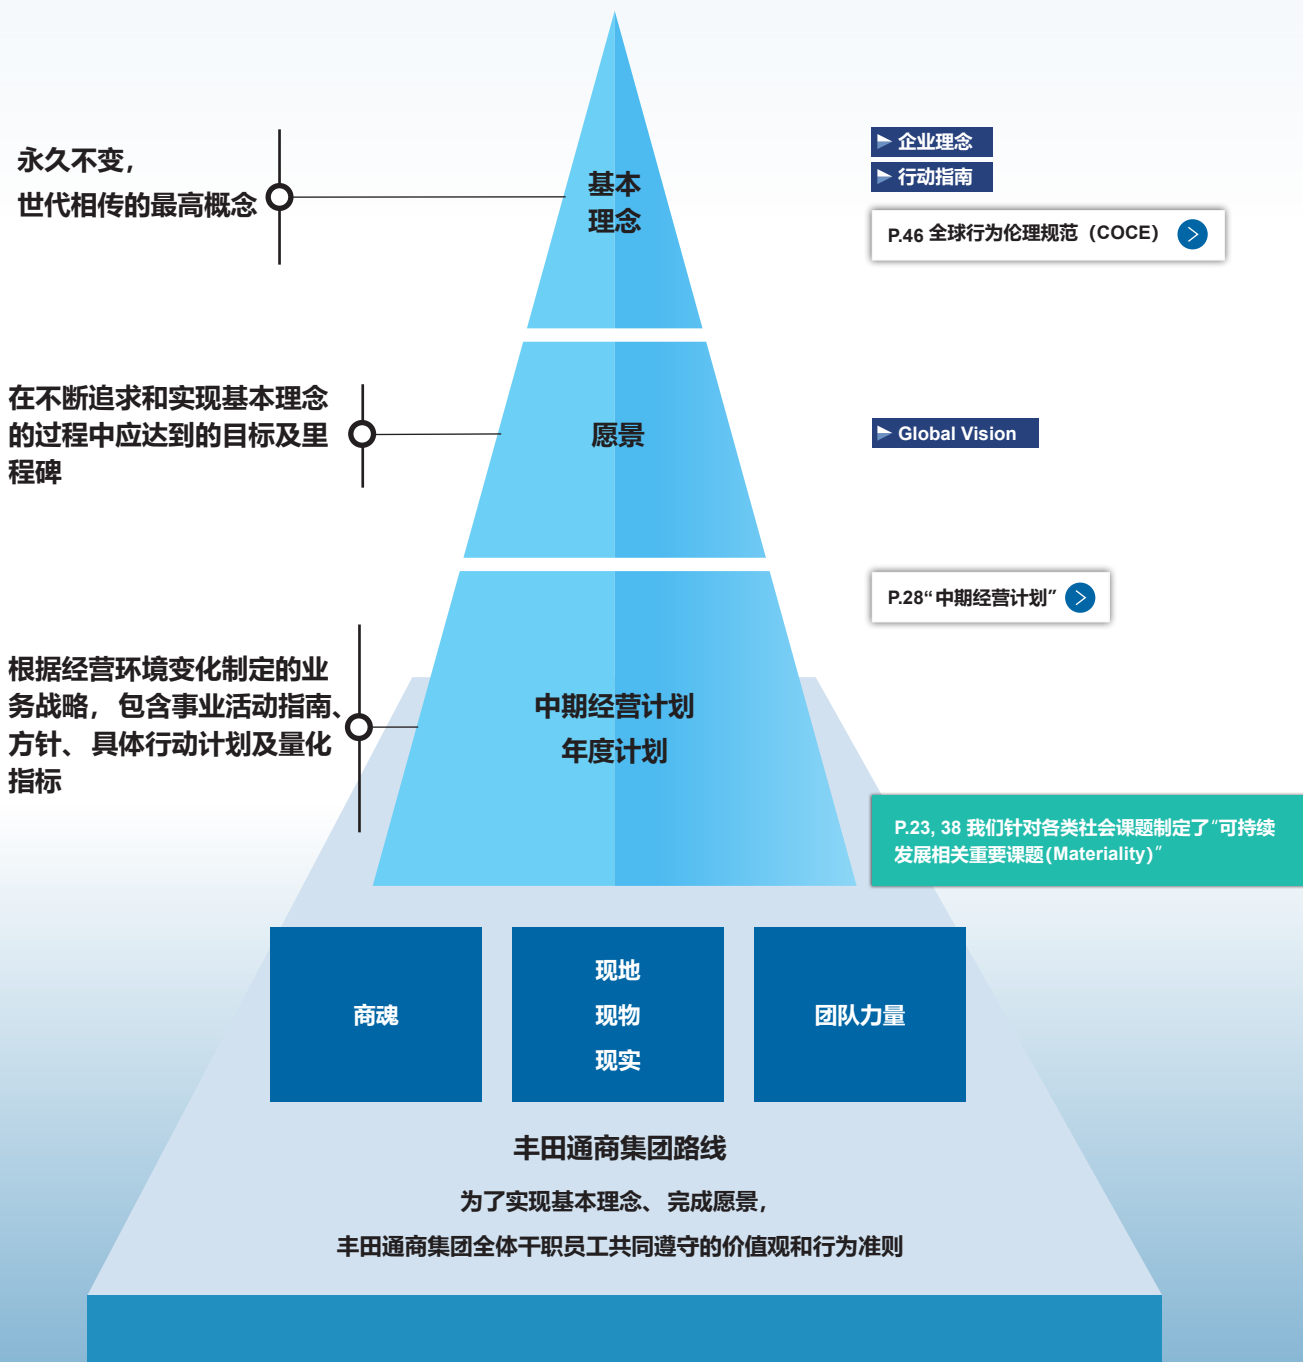 永久不变，
世代相传的最高概念
基本
理念
企业理念
行动指南
P.46 全球行为伦理规范（COCE）
在不断追求和实现基本理念
的过程中应达到的目标及里
程碑
愿景
Global Vision
P.28“中期经营计划”
根据经营环境变化制定的业
务战略，包含事业活动指南、
方针、具体行动计划及量化
指标
中期经营计划
年度计划
P.23, 38 我们针对各类社会课题制定了“可持续
发展相关重要课题(Materiality)”
商魂
现地
现物
现实
团队力量
丰田通商集团路线
为了实现基本理念、完成愿景，
丰田通商集团全体干职员工共同遵守的价值观和行为准则